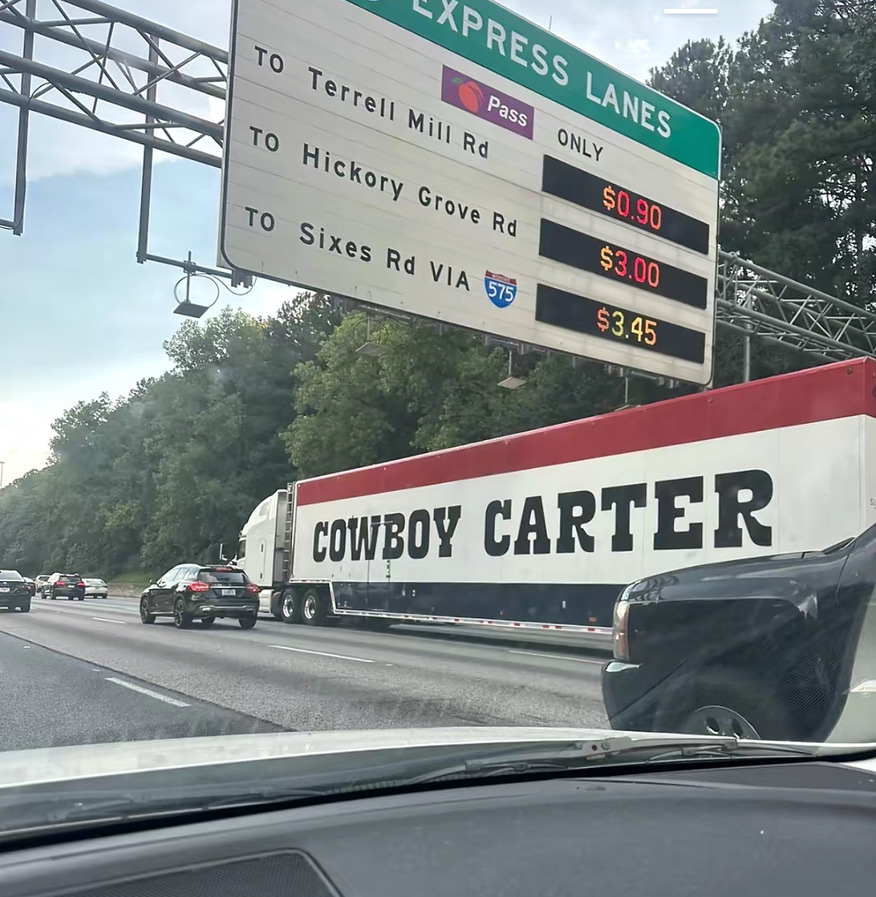 EXPRESS LANES
Pass ONLY
TO Terrell Mill Rd $0.90
TO Hickory Grove Rd $3.00
TO Sixes Rd VIA 575 $3.45
COWBOY CARTER